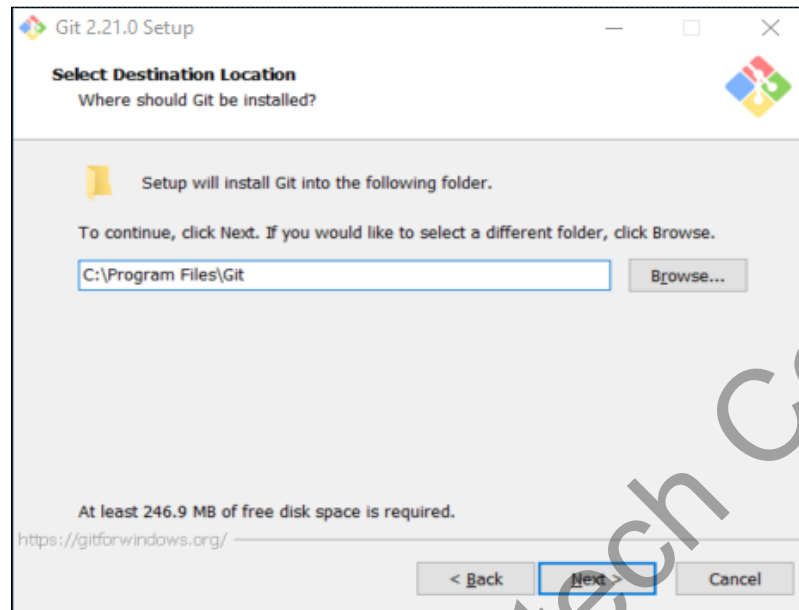 Git 2.21.0 Setup
Select Destination Location
Where should Git be installed?
Setup will install Git into the following folder.
To continue, click Next. If you would like to select a different folder, click Browse.
C:\Program Files\Git
Browse...
At least 246.9 MB of free disk space is required.
https://gitforwindows.org/
< Back
Next >
Cancel